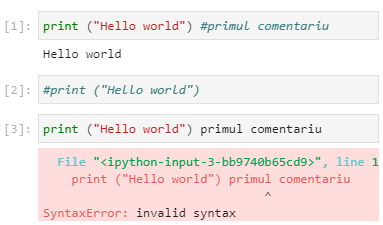 [1]: print ("Hello world") #primul comentariu
Hello world
[2]: #print ("Hello world")
[3]: print ("Hello world") primul comentariu
File "<ipython-input-3-bb9740b65cd9>", line 1
print ("Hello world") primul comentariu
^
SyntaxError: invalid syntax